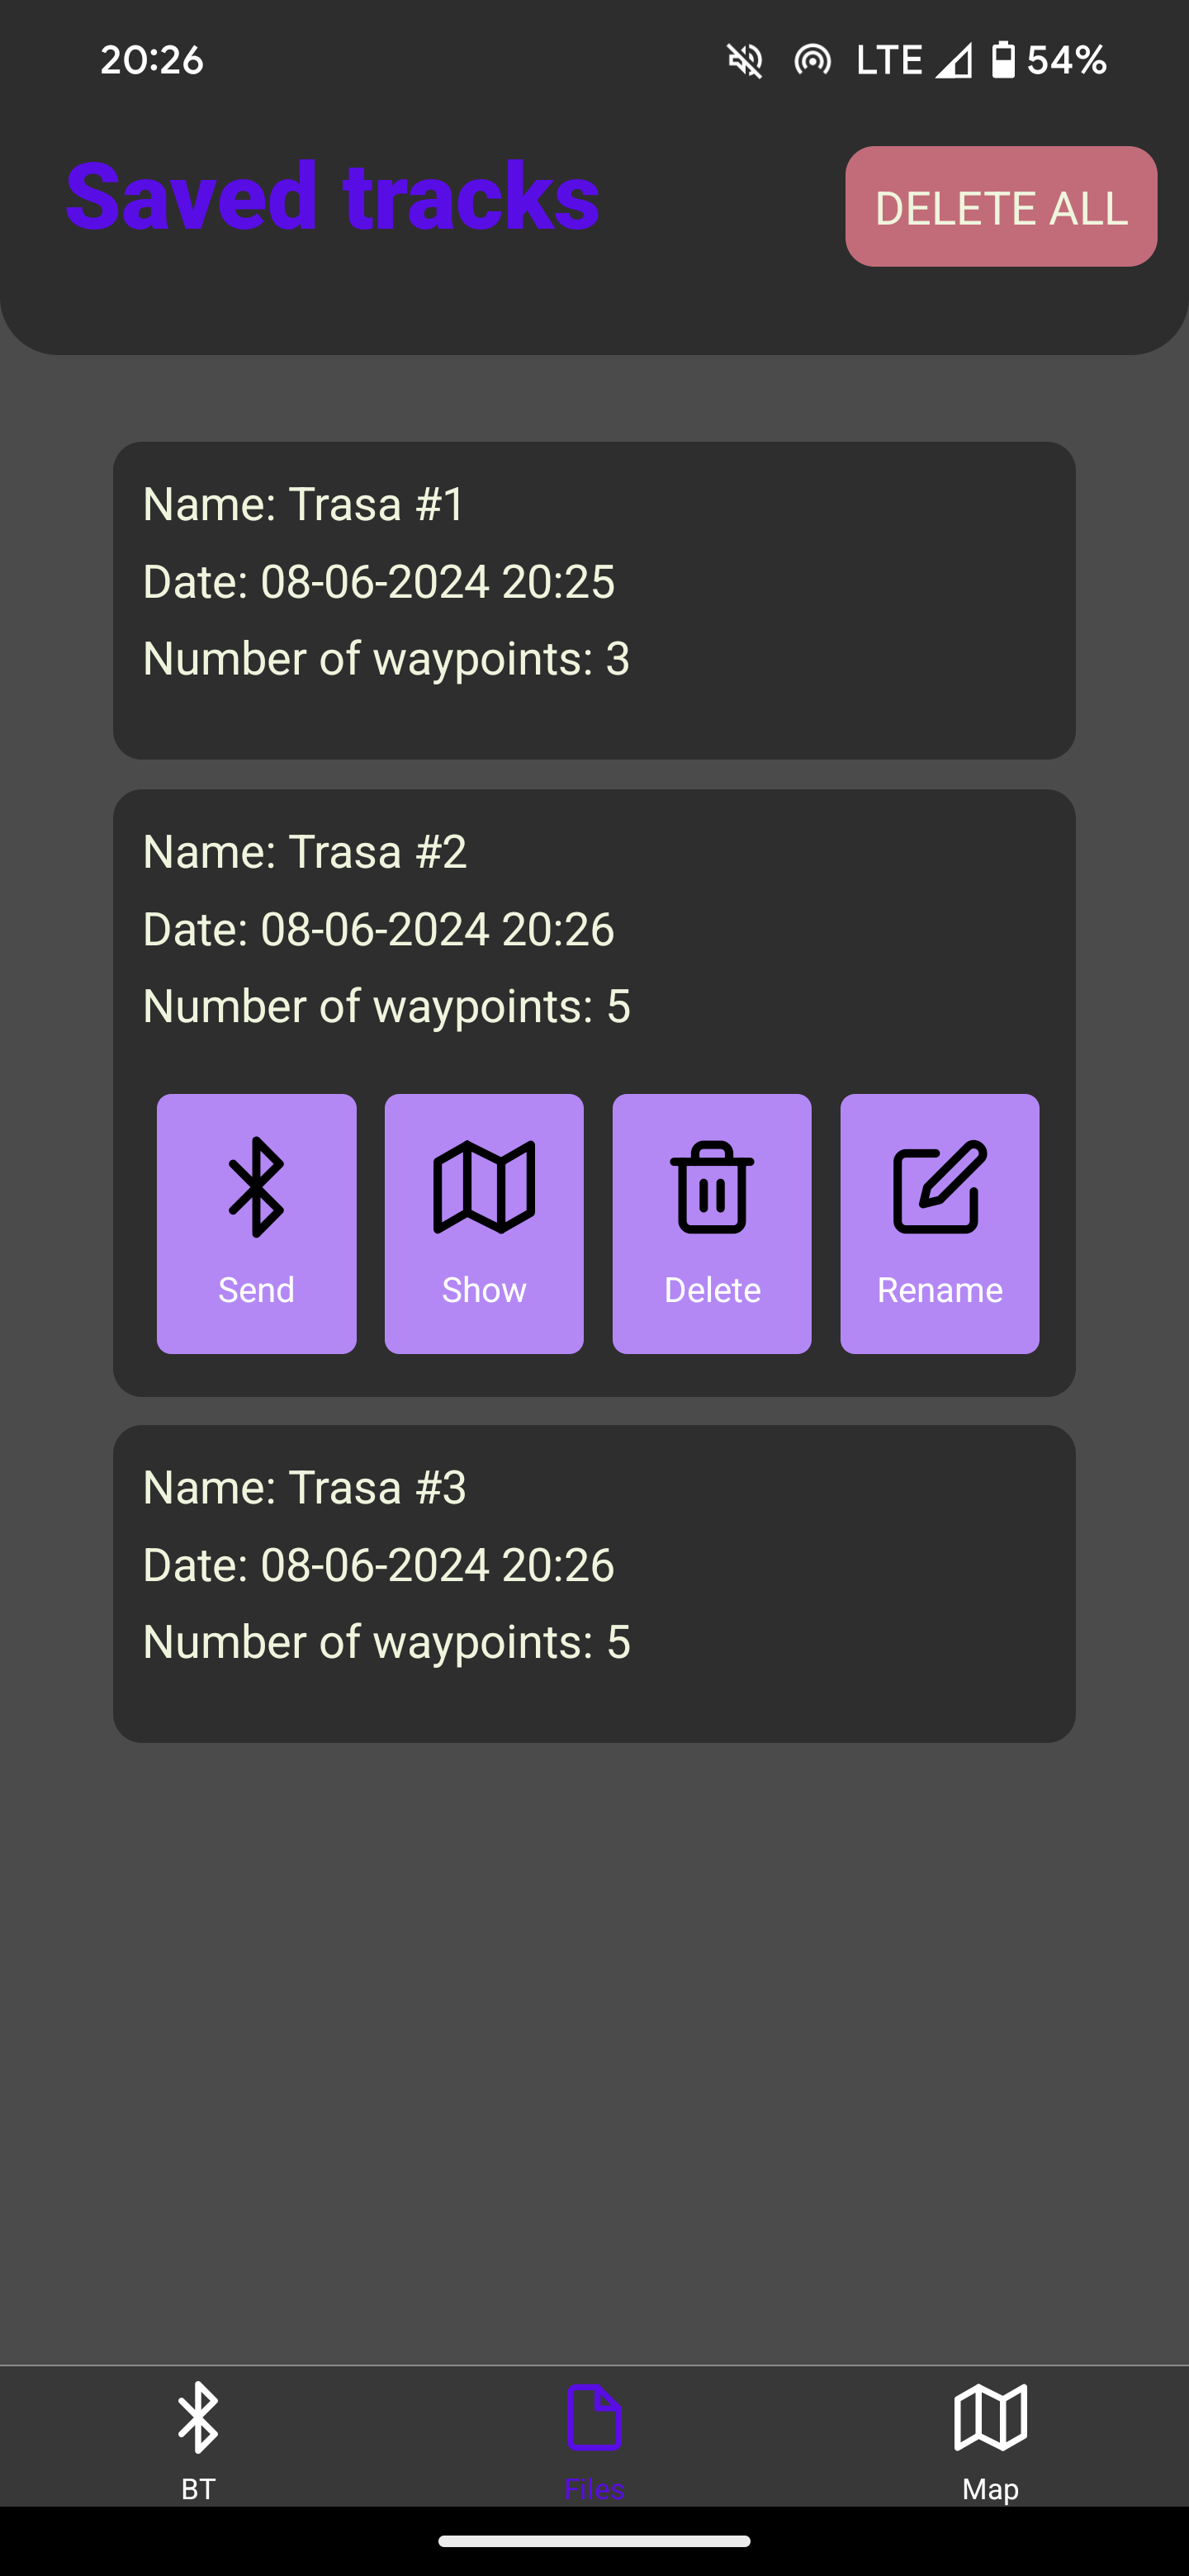 20:26 LTE 54%
Saved tracks
DELETE ALL
Name: Trasa #1
Date: 08-06-2024 20:25
Number of waypoints: 3
Name: Trasa #2
Date: 08-06-2024 20:26
Number of waypoints: 5
Send Show Delete Rename
Name: Trasa #3
Date: 08-06-2024 20:26
Number of waypoints: 5
BT Files Map